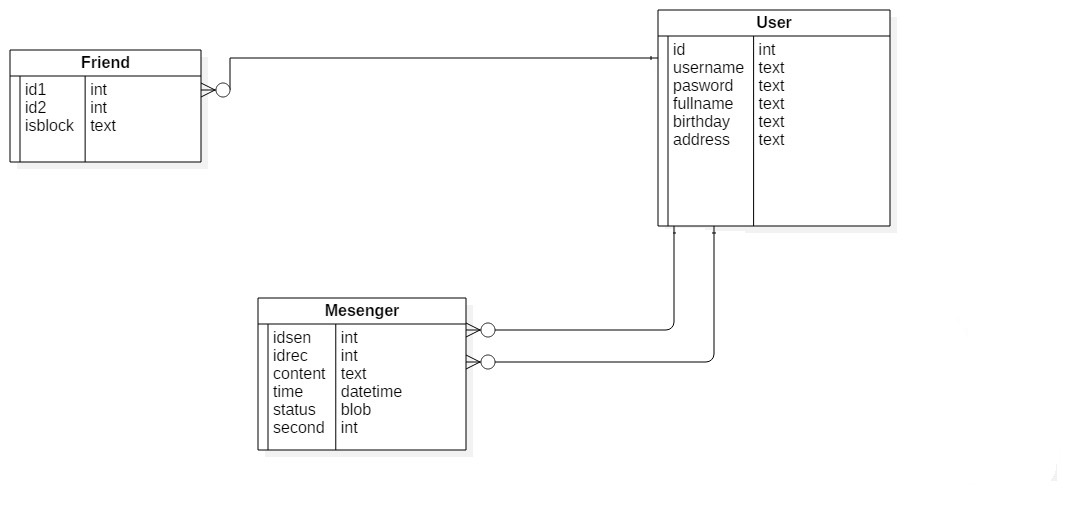 Friend
id1 int
id2 int
isblock text
User
id int
username text
pasword text
fullname text
birthday text
address text
Mesenger
idsen int
idrec int
content text
time datetime
status blob
second int